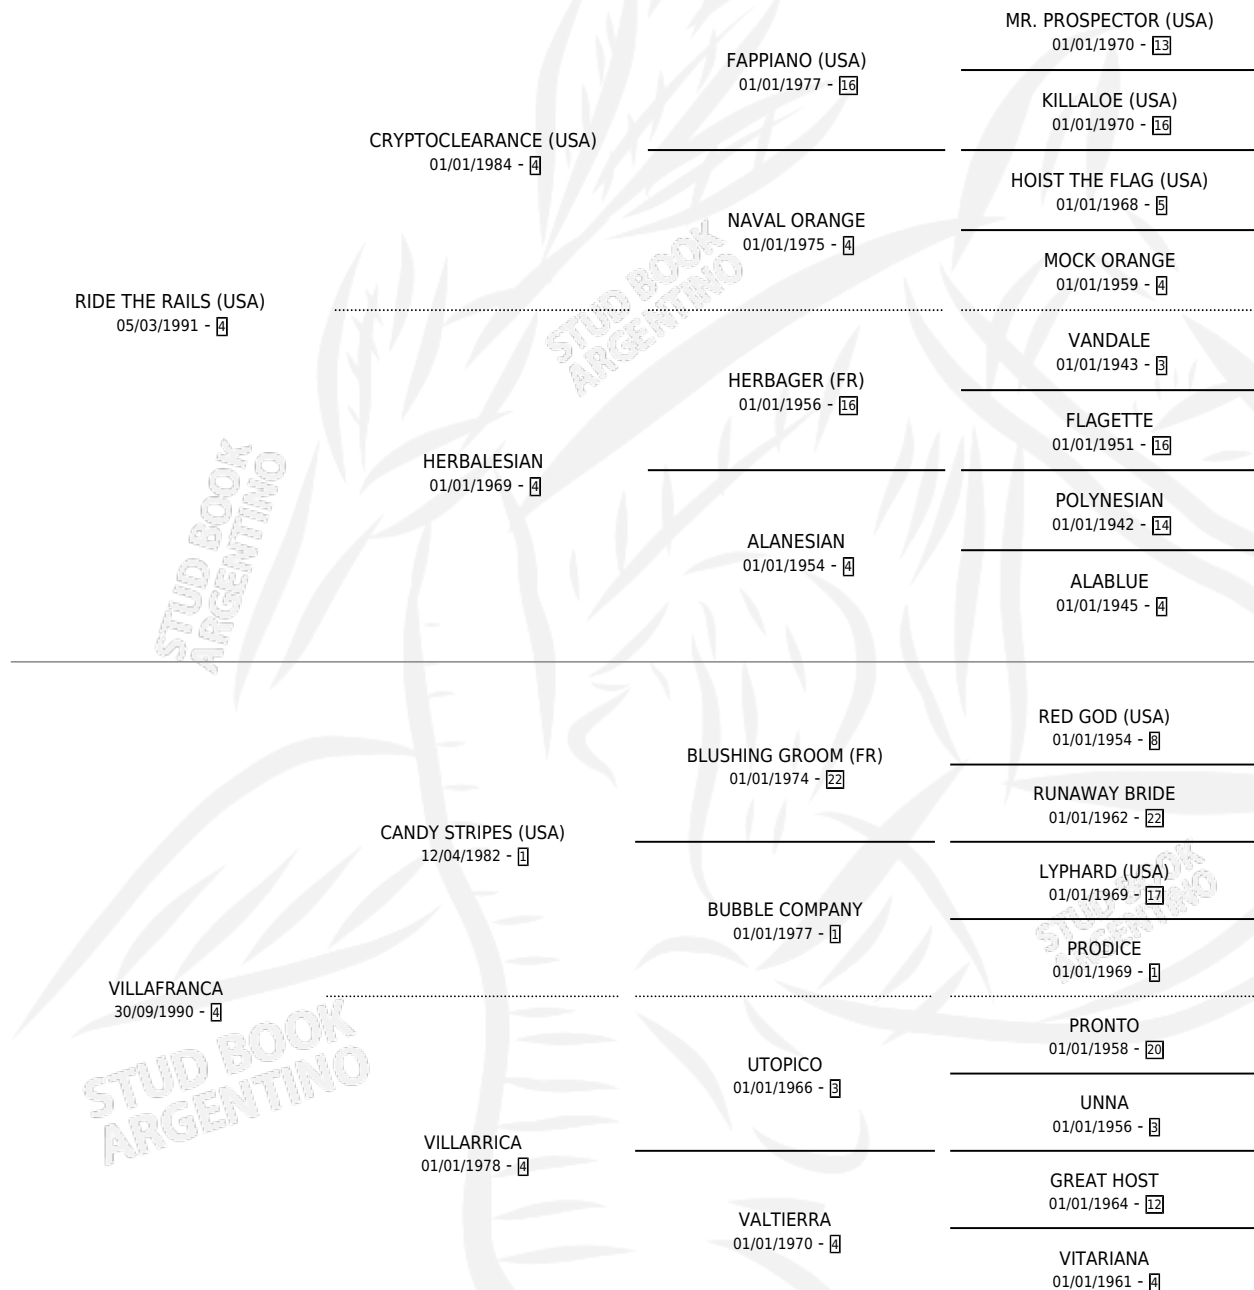 MR. PROSPECTOR (USA)
01/01/1970 - 13
FAPPIANO (USA)
01/01/1977 - 16
KILLALOE (USA)
01/01/1970 - 16
CRYPTOCLEARANCE (USA)
01/01/1984 - 4
HOIST THE FLAG (USA)
01/01/1968 - 5
NAVAL ORANGE
01/01/1975 - 4
MOCK ORANGE
01/01/1959 - 4
RIDE THE RAILS (USA)
05/03/1991 - 4
VANDALE
01/01/1943 - 3
HERBAGER (FR)
01/01/1956 - 16
FLAGETTE
01/01/1951 - 16
HERBALESIAN
01/01/1969 - 4
POLYNESIAN
01/01/1942 - 14
ALANESIAN
01/01/1954 - 4
ALABLUE
01/01/1945 - 4
STUD BOOK
ARGENTINO
STUD BOOK
ARGENTINO
RED GOD (USA)
01/01/1954 - 8
BLUSHING GROOM (FR)
01/01/1974 - 22
RUNAWAY BRIDE
01/01/1962 - 22
CANDY STRIPES (USA)
12/04/1982 - 1
LYPHARD (USA)
01/01/1969 - 17
BUBBLE COMPANY
01/01/1977 - 1
PRODICE
01/01/1969 - 1
VILLAFRANCA
30/09/1990 - 4
PRONTO
01/01/1958 - 20
UTOPICO
01/01/1966 - 3
UNNA
01/01/1956 - 3
VILLARRICA
01/01/1978 - 4
GREAT HOST
01/01/1964 - 12
VALTIERRA
01/01/1970 - 4
VITARIANA
01/01/1961 - 4
STUD BOOK
ARGENTINO
STUD BOOK
ARGENTINO